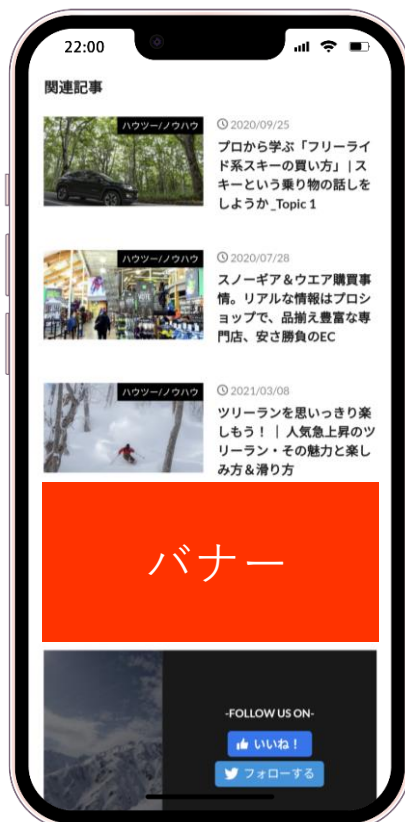 22:00
関連記事
ハウツー/ノウハウ
2020/09/25
プロから学ぶ「フリーライ
ド系スキーの買い方」|ス
キーという乗り物の話しを
しようか_Topic 1
ハウツー/ノウハウ
2020/07/28
スノーギア＆ウエア購買事
情。リアルな情報はプロシ
ョップで、品揃え豊富な専
門店、安さ勝負のEC
ハウツー/ノウハウ
2021/03/08
ツリーランを思いっきり楽
しもう！｜人気急上昇のツ
リーラン・その魅力と楽し
み方＆滑り方
バナー
-FOLLOW US ON-
いいね！
フォローする